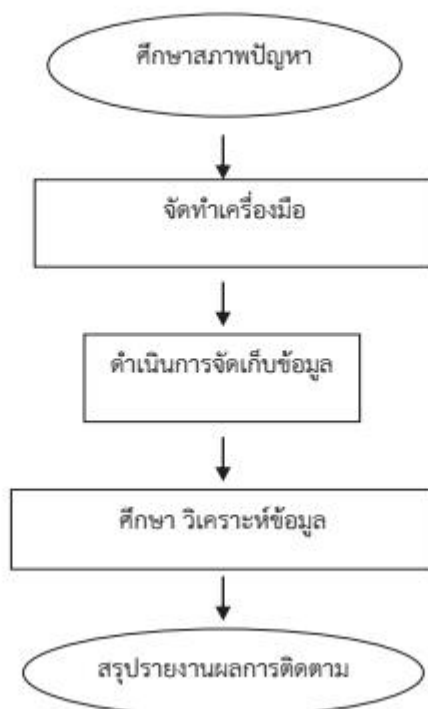 ศึกษาสภาพปัญหา
จัดทำเครื่องมือ
ดำเนินการจัดเก็บข้อมูล
ศึกษา วิเคราะห์ข้อมูล
สรุปรายงานผลการติดตาม